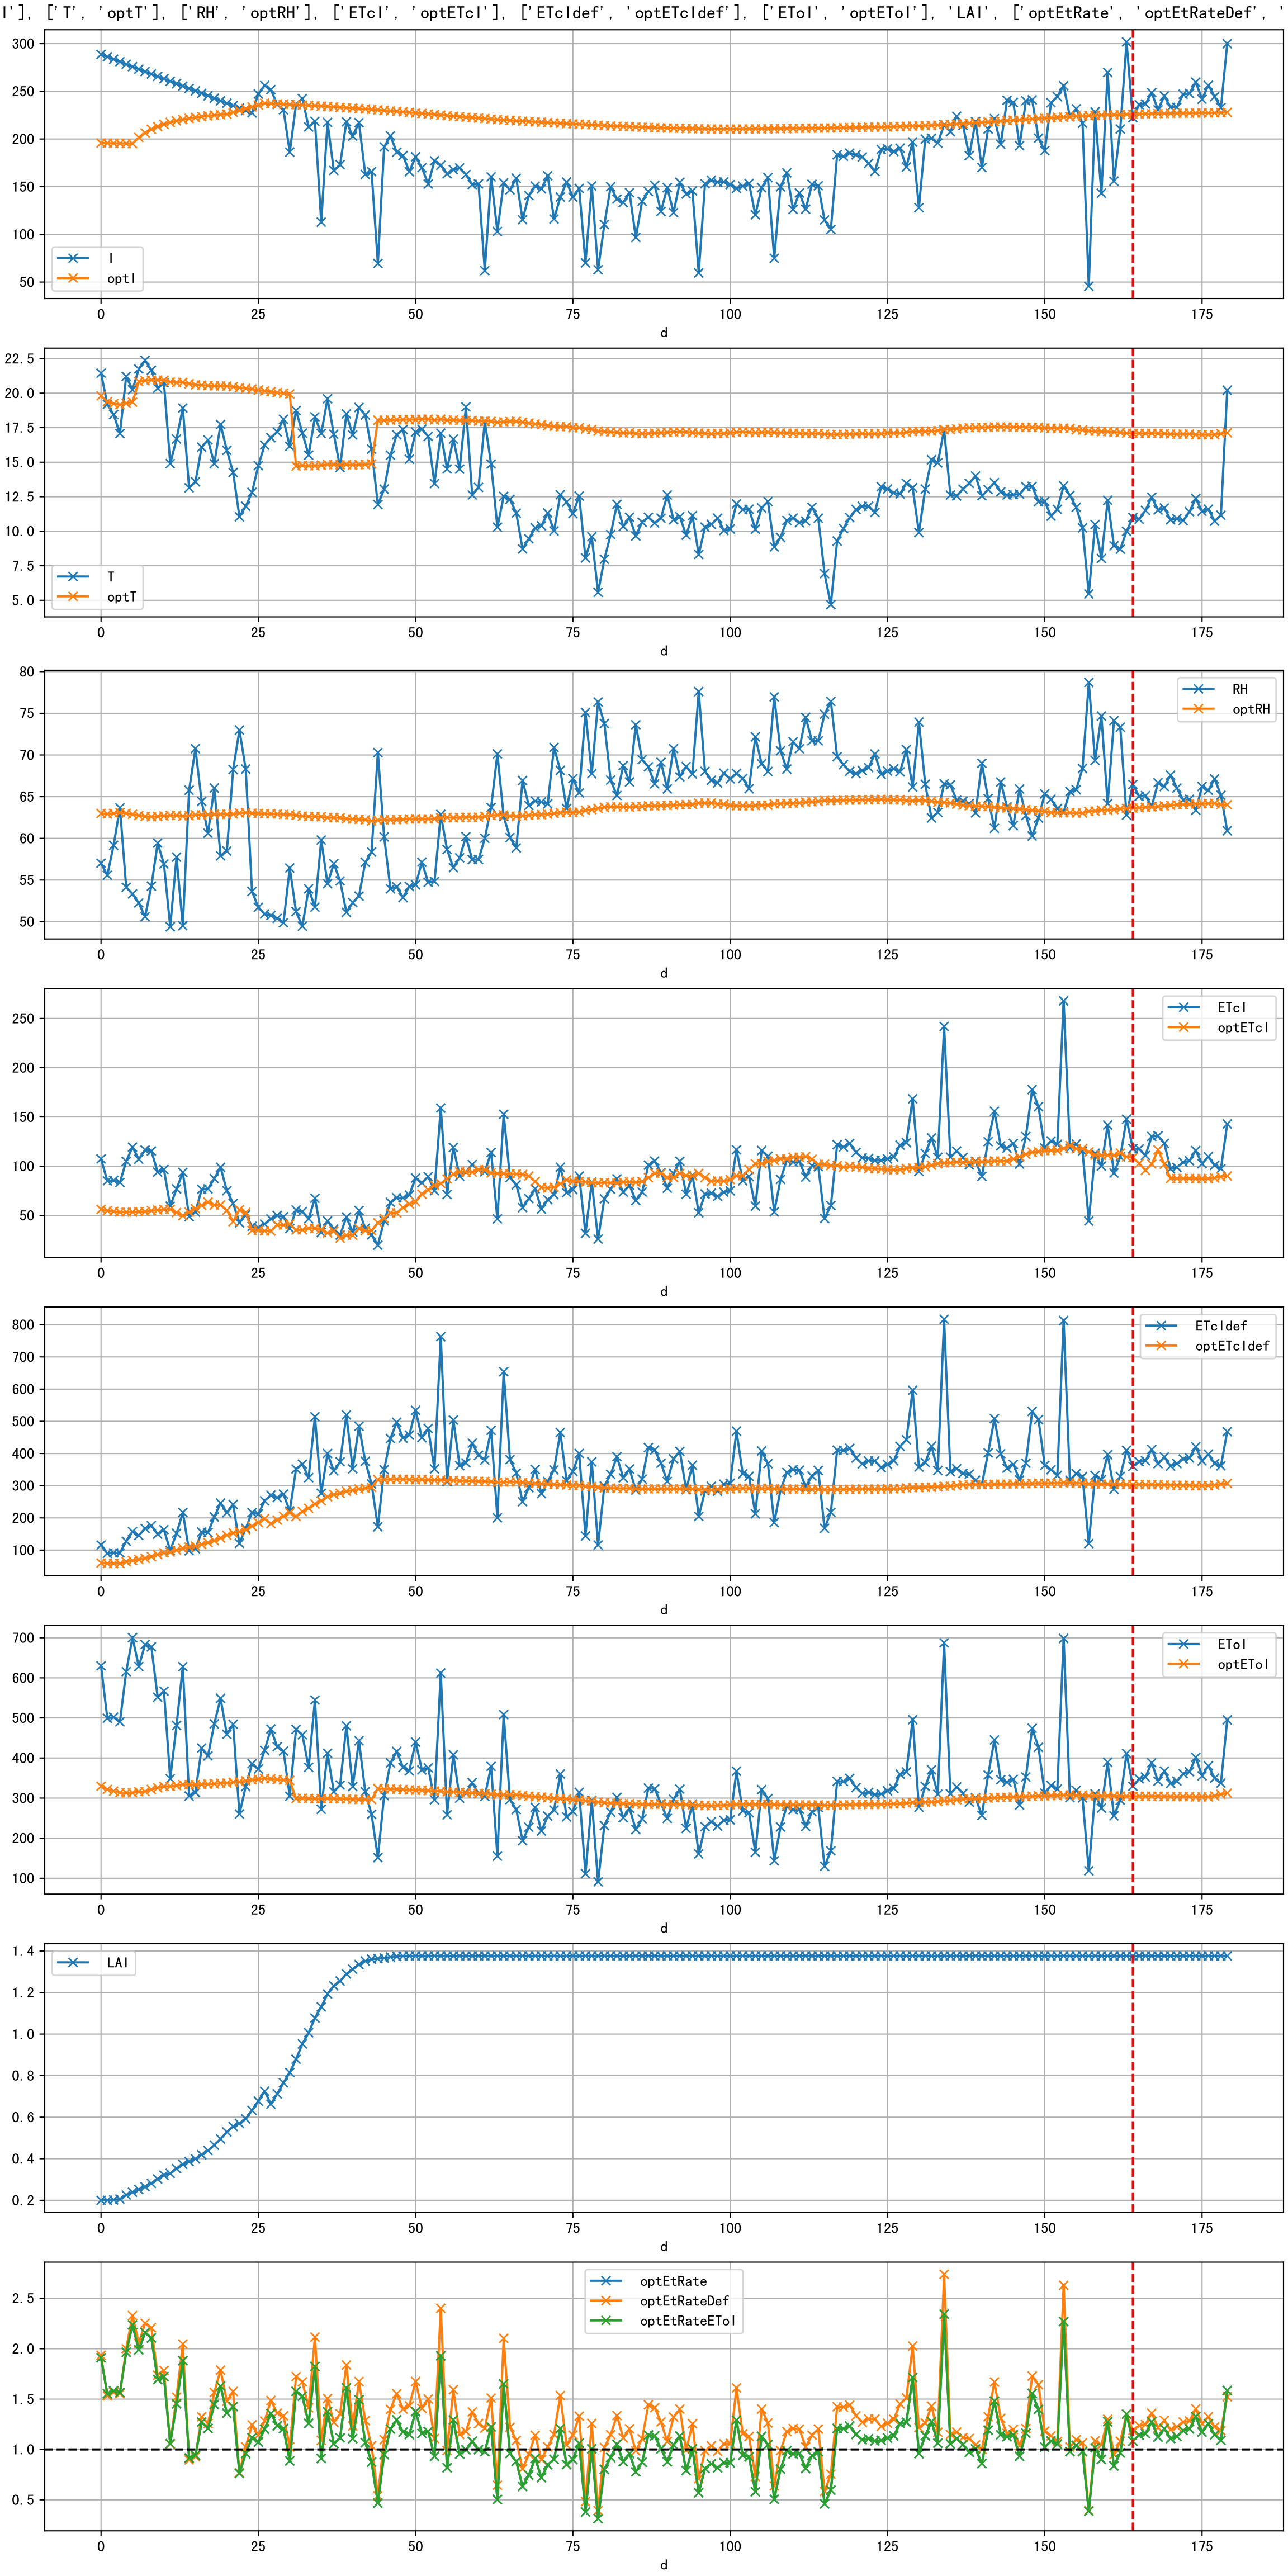 I'], ['T', 'optT'], ['RH', 'optRH'], ['ETcI', 'optETcI'], ['ETcIdef', 'optETcIdef'], ['EToI', 'optEToI'], 'LAI', ['optEtRate', 'optEtRateDef', '
300
250
200
150
100
50
I
optI
0 25 50 75 100 125 150 175
d
22.5
20.0
17.5
15.0
12.5
10.0
7.5
5.0
T
optT
0 25 50 75 100 125 150 175
d
80
75
70
65
60
55
50
RH
optRH
0 25 50 75 100 125 150 175
d
250
200
150
100
50
ETcI
optETcI
0 25 50 75 100 125 150 175
d
800
700
600
500
400
300
200
100
ETcIdef
optETcIdef
0 25 50 75 100 125 150 175
d
700
600
500
400
300
200
100
EToI
optEToI
0 25 50 75 100 125 150 175
d
1.4
1.2
1.0
0.8
0.6
0.4
0.2
LAI
0 25 50 75 100 125 150 175
d
2.5
2.0
1.5
1.0
0.5
optEtRate
optEtRateDef
optEtRateEToI
0 25 50 75 100 125 150 175
d